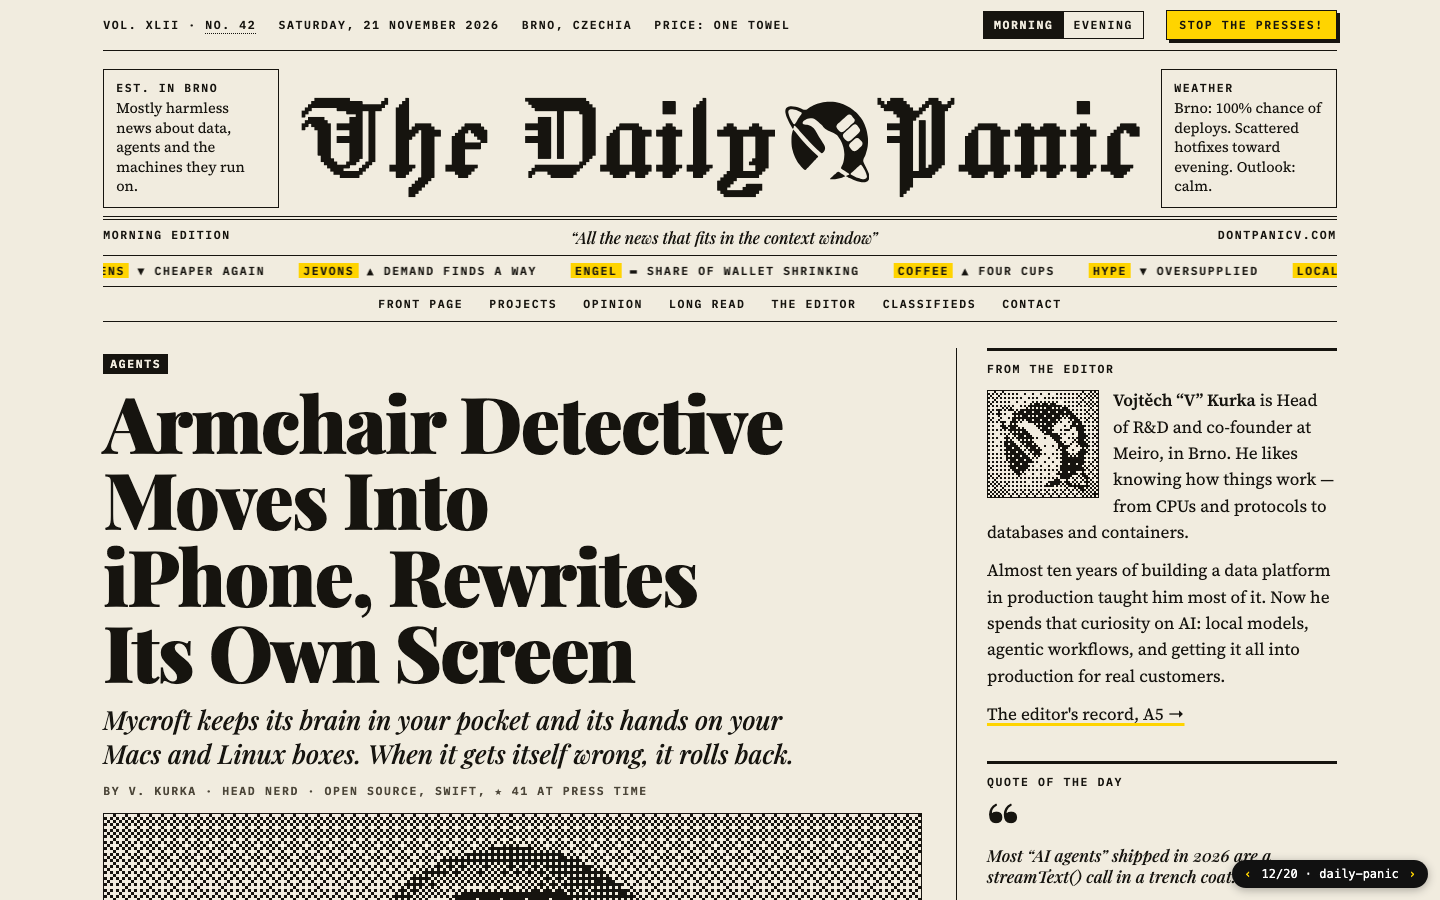 VOL. XLII · NO. 42 SATURDAY, 21 NOVEMBER 2026 BRNO, CZECHIA PRICE: ONE TOWEL MORNING EVENING STOP THE PRESSES!
EST. IN BRNO
Mostly harmless
news about data,
agents and the
machines they run
on.
The Daily Panic
WEATHER
Brno: 100% chance of
deploys. Scattered
hotfixes toward
evening. Outlook:
calm.
MORNING EDITION “All the news that fits in the context window” DONTPANICV.COM
ENS ▼ CHEAPER AGAIN JEVONS ▲ DEMAND FINDS A WAY ENGEL ▬ SHARE OF WALLET SHRINKING COFFEE ▲ FOUR CUPS HYPE ▼ OVERSUPPLIED LOCAL
FRONT PAGE PROJECTS OPINION LONG READ THE EDITOR CLASSIFIEDS CONTACT
AGENTS
Armchair Detective
Moves Into
iPhone, Rewrites
Its Own Screen
Mycroft keeps its brain in your pocket and its hands on your
Macs and Linux boxes. When it gets itself wrong, it rolls back.
BY V. KURKA · HEAD NERD · OPEN SOURCE, SWIFT, ★ 41 AT PRESS TIME
FROM THE EDITOR
Vojtěch “V” Kurka is Head
of R&D and co-founder at
Meiro, in Brno. He likes
knowing how things work —
from CPUs and protocols to
databases and containers.
Almost ten years of building a data platform
in production taught him most of it. Now he
spends that curiosity on AI: local models,
agentic workflows, and getting it all into
production for real customers.
The editor's record, A5 →
QUOTE OF THE DAY
“
Most “AI agents” shipped in 2026 are a
streamText() call in a trench coat.
‹ 12/20 · daily-panic ›